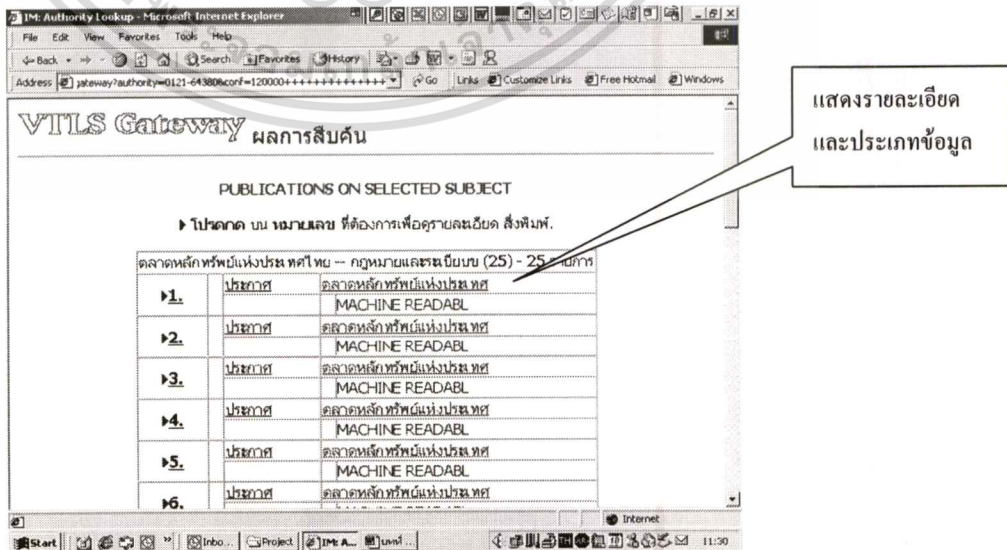 IM: Authority Lookup - Microsoft Internet Explorer
File Edit View Favorites Tools Help
Back Search Favorites History
Address jateway?authority=0121-64380&conf=120000++++++++++++++++ Go Links Customize Links Free Hotmail Windows
VTLS Gateway ผลการสืบค้น
PUBLICATIONS ON SELECTED SUBJECT
โปรดกด บน หมายเลข ที่ต้องการเพื่อดูรายละเอียด สิ่งพิมพ์.
ตลาดหลักทรัพย์แห่งประเทศไทย -- กฎหมายและระเบียบข (25) - 25 รายการ
1. ประกาศ ตลาดหลักทรัพย์แห่งประเทศ
MACHINE READABL
2. ประกาศ ตลาดหลักทรัพย์แห่งประเทศ
MACHINE READABL
3. ประกาศ ตลาดหลักทรัพย์แห่งประเทศ
MACHINE READABL
4. ประกาศ ตลาดหลักทรัพย์แห่งประเทศ
MACHINE READABL
5. ประกาศ ตลาดหลักทรัพย์แห่งประเทศ
MACHINE READABL
6. ประกาศ ตลาดหลักทรัพย์แห่งประเทศ
แสดงรายละเอียด
และประเภทข้อมูล
Internet
Start Inbo... Project IM: A... 11:30